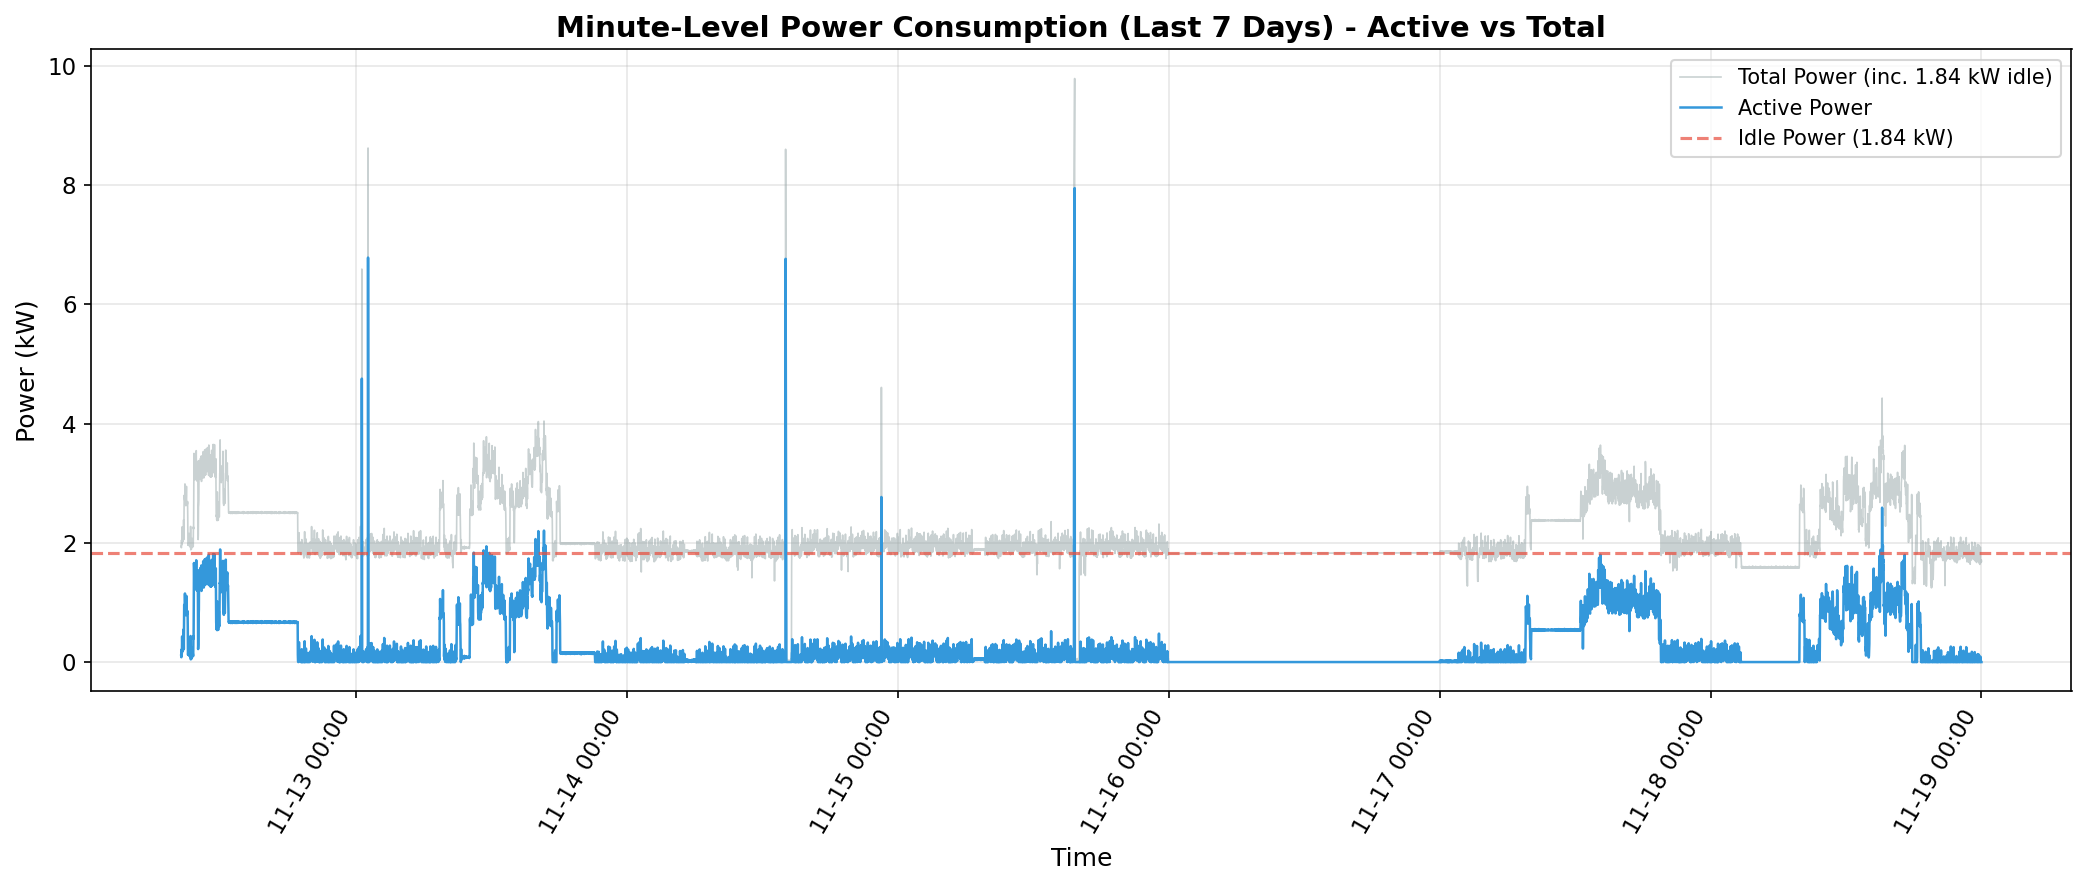 Minute-Level Power Consumption (Last 7 Days) - Active vs Total
Total Power (inc. 1.84 kW idle)
Active Power
Idle Power (1.84 kW)
Power (kW)
10
8
6
4
2
0
11-13 00:00
11-14 00:00
11-15 00:00
11-16 00:00
11-17 00:00
11-18 00:00
11-19 00:00
Time